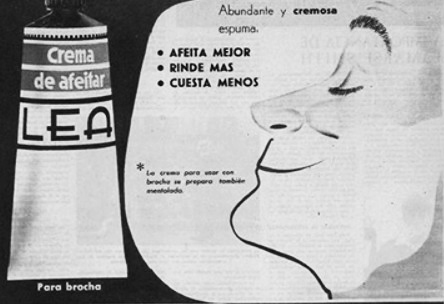 Abundante y cremosa
espuma.
• AFEITA MEJOR
• RINDE MAS
• CUESTA MENOS
Crema
de afeitar
LEA
* La crema para usar con
brocha se prepara también
mentolada.
Para brocha